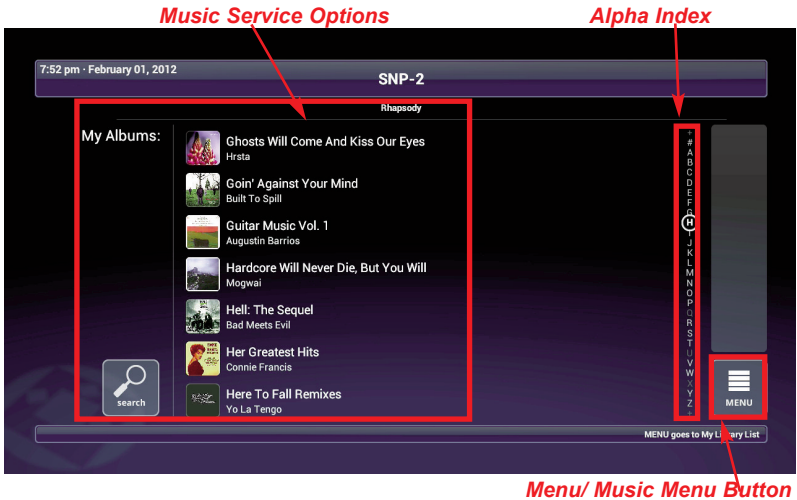 Music Service Options
Alpha Index
7:52 pm · February 01, 2012
SNP-2
Rhapsody
My Albums:
Ghosts Will Come And Kiss Our Eyes
Hrsta
Goin' Against Your Mind
Built To Spill
Guitar Music Vol. 1
Augustin Barrios
Hardcore Will Never Die, But You Will
Mogwai
Hell: The Sequel
Bad Meets Evil
Her Greatest Hits
Connie Francis
Here To Fall Remixes
Yo La Tengo
search
+
#
A
B
C
D
E
F
G
H
I
J
K
L
M
N
O
P
Q
R
S
T
U
V
W
X
Y
Z
+
MENU
MENU goes to My Library List
Menu/ Music Menu Button